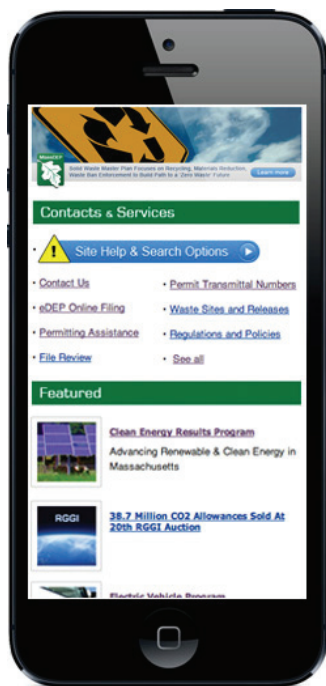 MassDEP
Solid Waste Master Plan Focuses on Recycling, Materials Reduction,
Waste Ban Enforcement to Build Path to a 'Zero Waste' Future
Learn more
Contacts & Services
Site Help & Search Options
Contact Us
Permit Transmittal Numbers
eDEP Online Filing
Waste Sites and Releases
Permitting Assistance
Regulations and Policies
File Review
See all
Featured
Clean Energy Results Program
Advancing Renewable & Clean Energy in
Massachusetts
RGGI
38.7 Million CO2 Allowances Sold At
20th RGGI Auction
Electric Vehicle Program